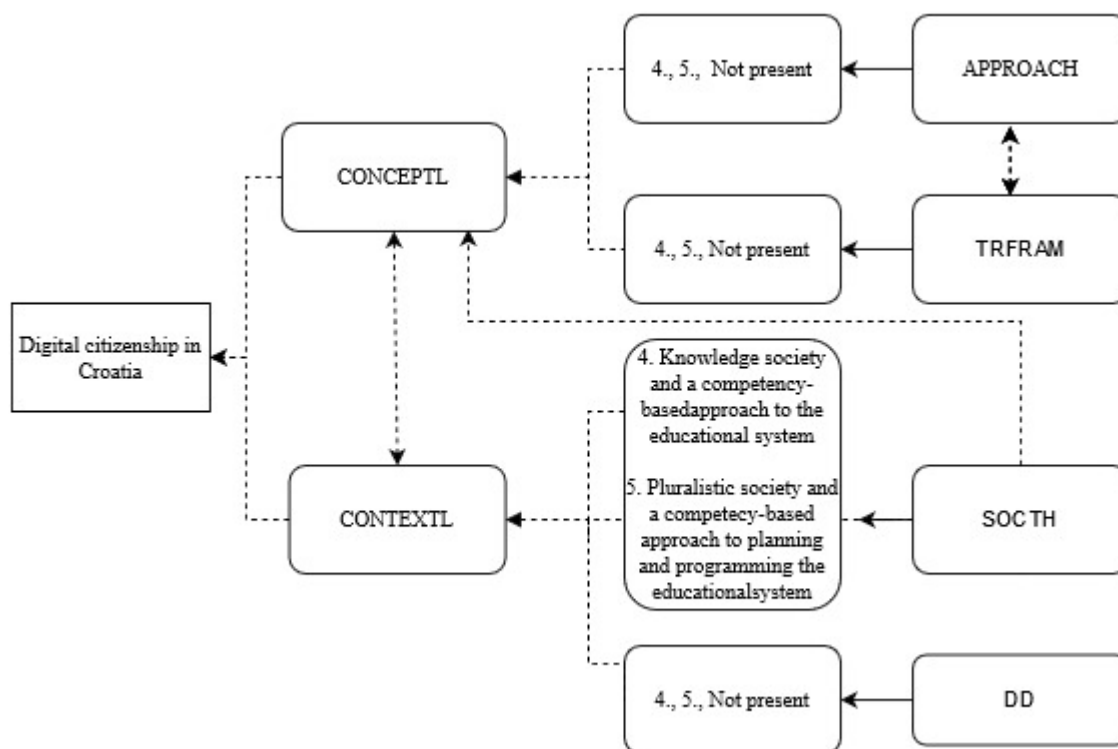 4., 5., Not present
APPROACH
CONCEPTL
4., 5., Not present
TRFRAM
Digital citizenship in
Croatia
4. Knowledge society
and a competency-
basedapproach to the
educational system
5. Pluralistic society and
a competecy-based
approach to planning
and programming the
educationalsystem
CONTEXTL
SOCTH
4., 5., Not present
DD